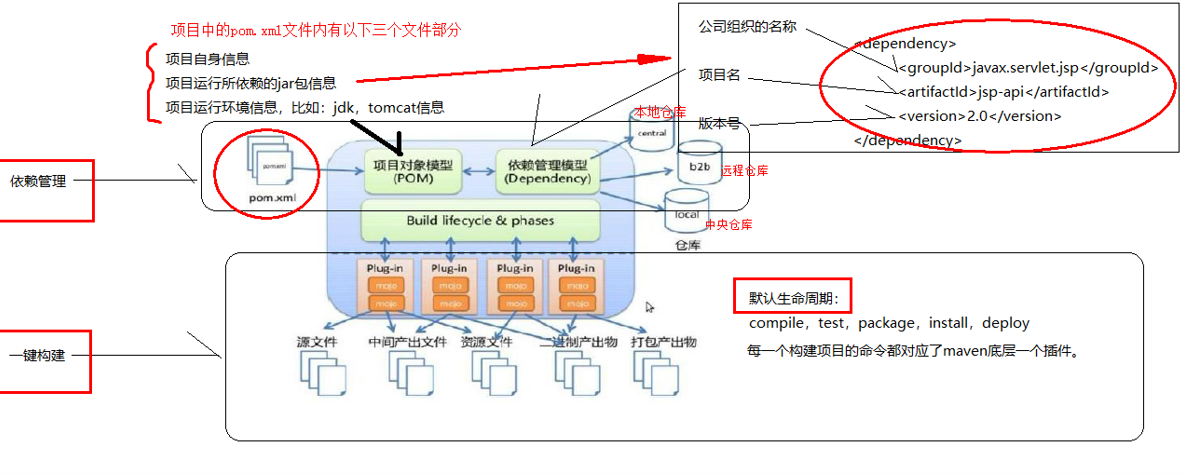 项目中的pom.xml文件内有以下三个文件部分
项目自身信息
项目运行所依赖的jar包信息
项目运行环境信息，比如：jdk，tomcat信息
公司组织的名称
项目名
版本号
<dependency>
<groupId>javax.servlet.jsp</groupId>
<artifactId>jsp-api</artifactId>
<version>2.0</version>
</dependency>
依赖管理
pom.xml
pom.xml
项目对象模型
(POM)
依赖管理模型
(Dependency)
本地仓库
central
b2b
远程仓库
local
中央仓库
仓库
Build lifecycle & phases
Plug-in
mojo
mojo
Plug-in
mojo
mojo
Plug-in
mojo
mojo
Plug-in
mojo
mojo
一键构建
源文件
中间产出文件
资源文件
二进制产出物
打包产出物
默认生命周期：
compile，test，package，install，deploy
每一个构建项目的命令都对应了maven底层一个插件。